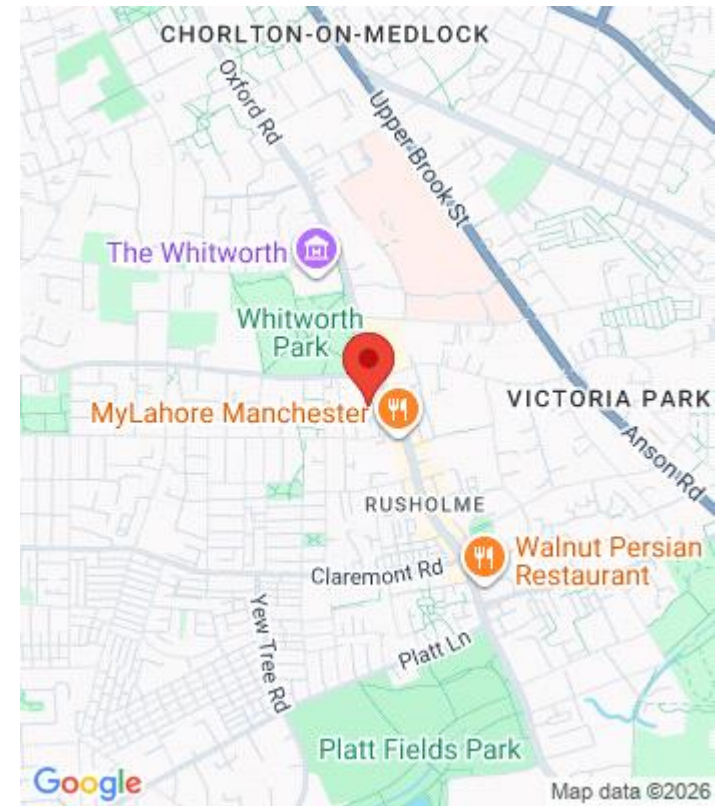 CHORLTON-ON-MEDLOCK
Oxford Rd
Upper Brook St
The Whitworth
Whitworth
Park
MyLahore Manchester
VICTORIA PARK
Anson Rd
RUSHOLME
Walnut Persian
Restaurant
Claremont Rd
Yew Tree Rd
Platt Ln
Platt Fields Park
Google
Map data ©2026